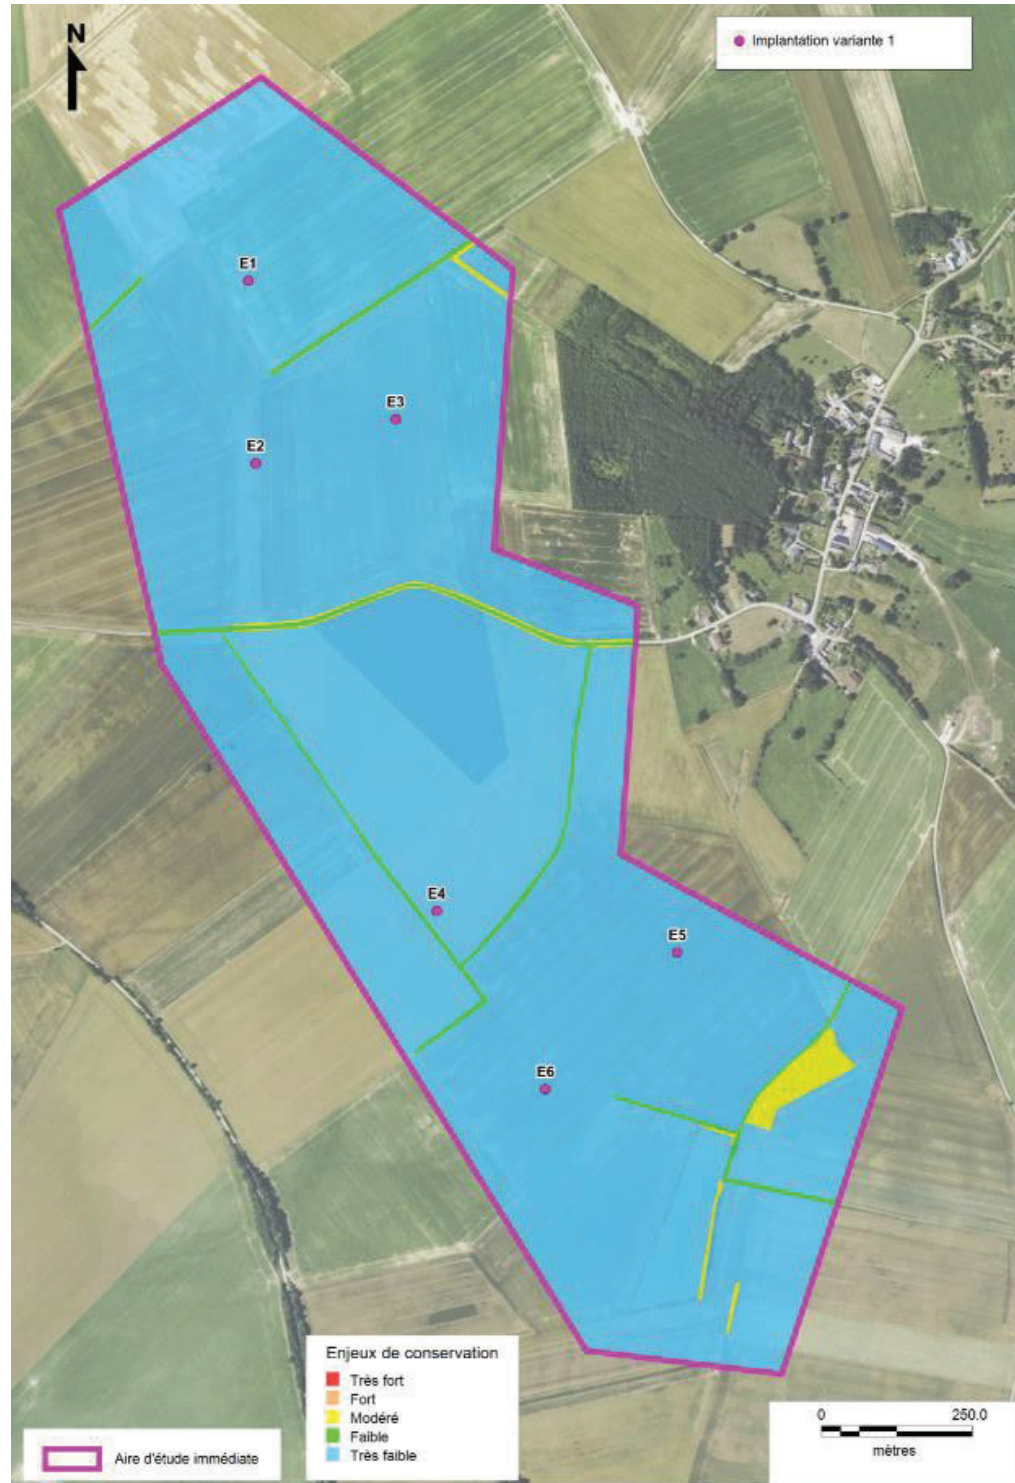 N
Implantation variante 1
E1
E3
E2
E4
E5
E6
Enjeux de conservation
Très fort
Fort
Modéré
Faible
Très faible
Aire d'étude immédiate
0 250.0
mètres